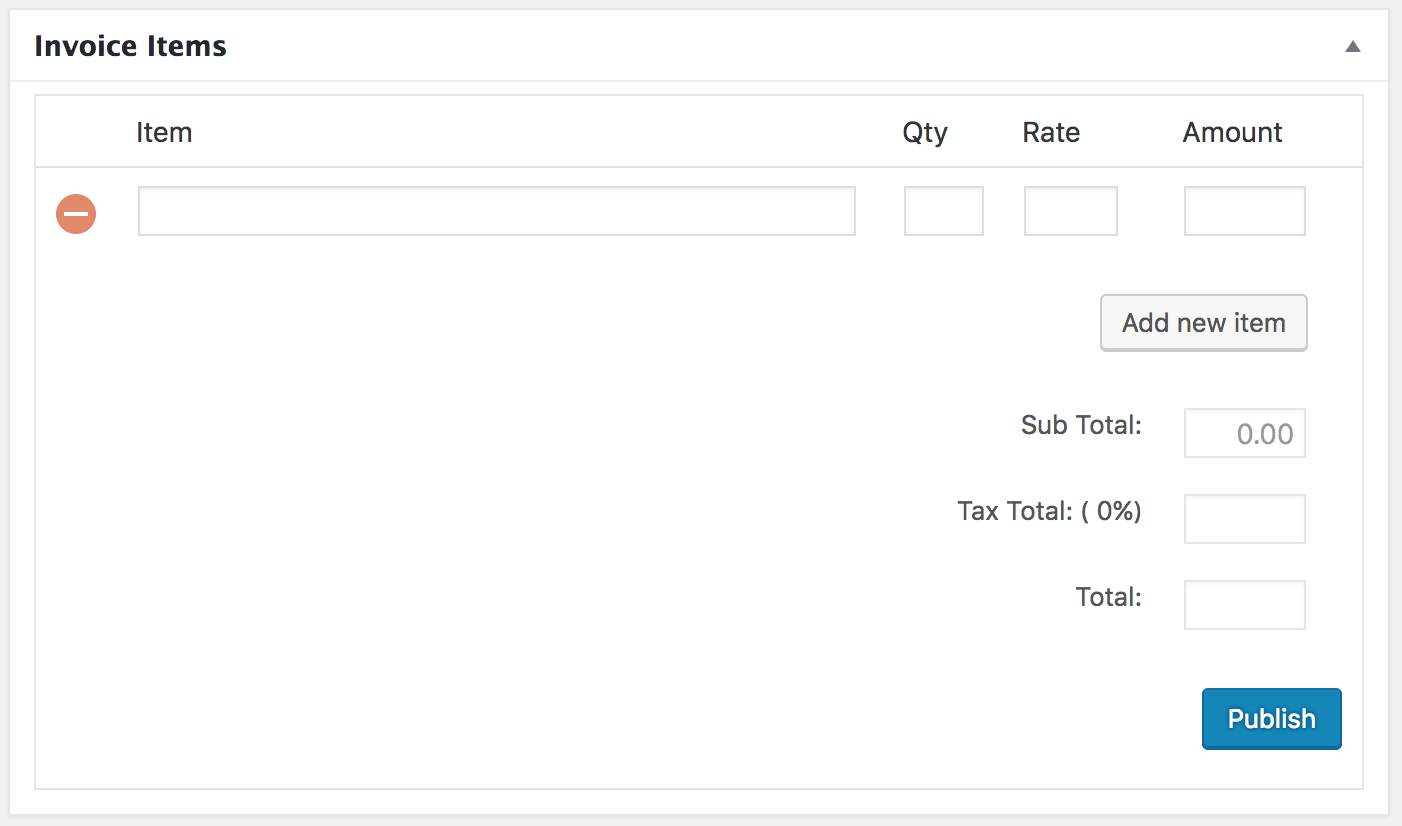 Invoice Items
Item Qty Rate Amount
Add new item
Sub Total: 0.00
Tax Total: ( 0%)
Total:
Publish